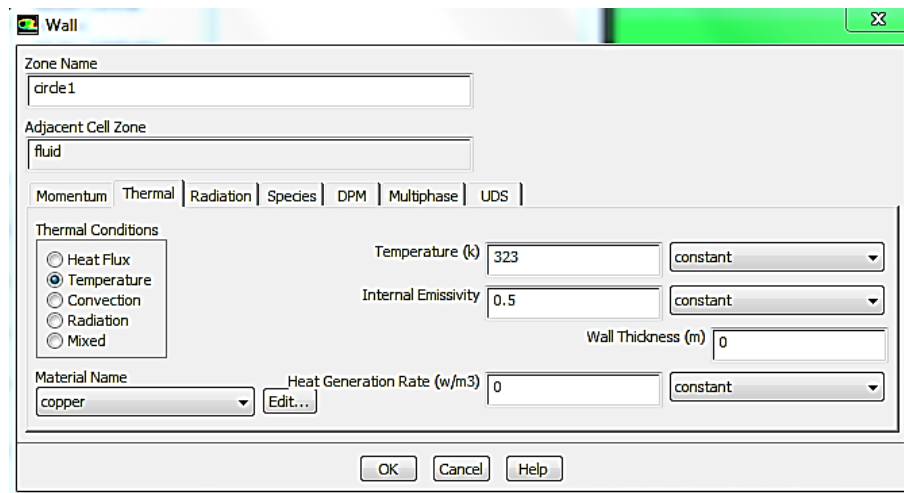 Wall
Zone Name
circle1
Adjacent Cell Zone
fluid
Momentum Thermal Radiation Species DPM Multiphase UDS
Thermal Conditions
Heat Flux
Temperature
Convection
Radiation
Mixed
Temperature (k) 323 constant
Internal Emissivity 0.5 constant
Wall Thickness (m) 0
Material Name
copper Edit...
Heat Generation Rate (w/m3) 0 constant
OK Cancel Help